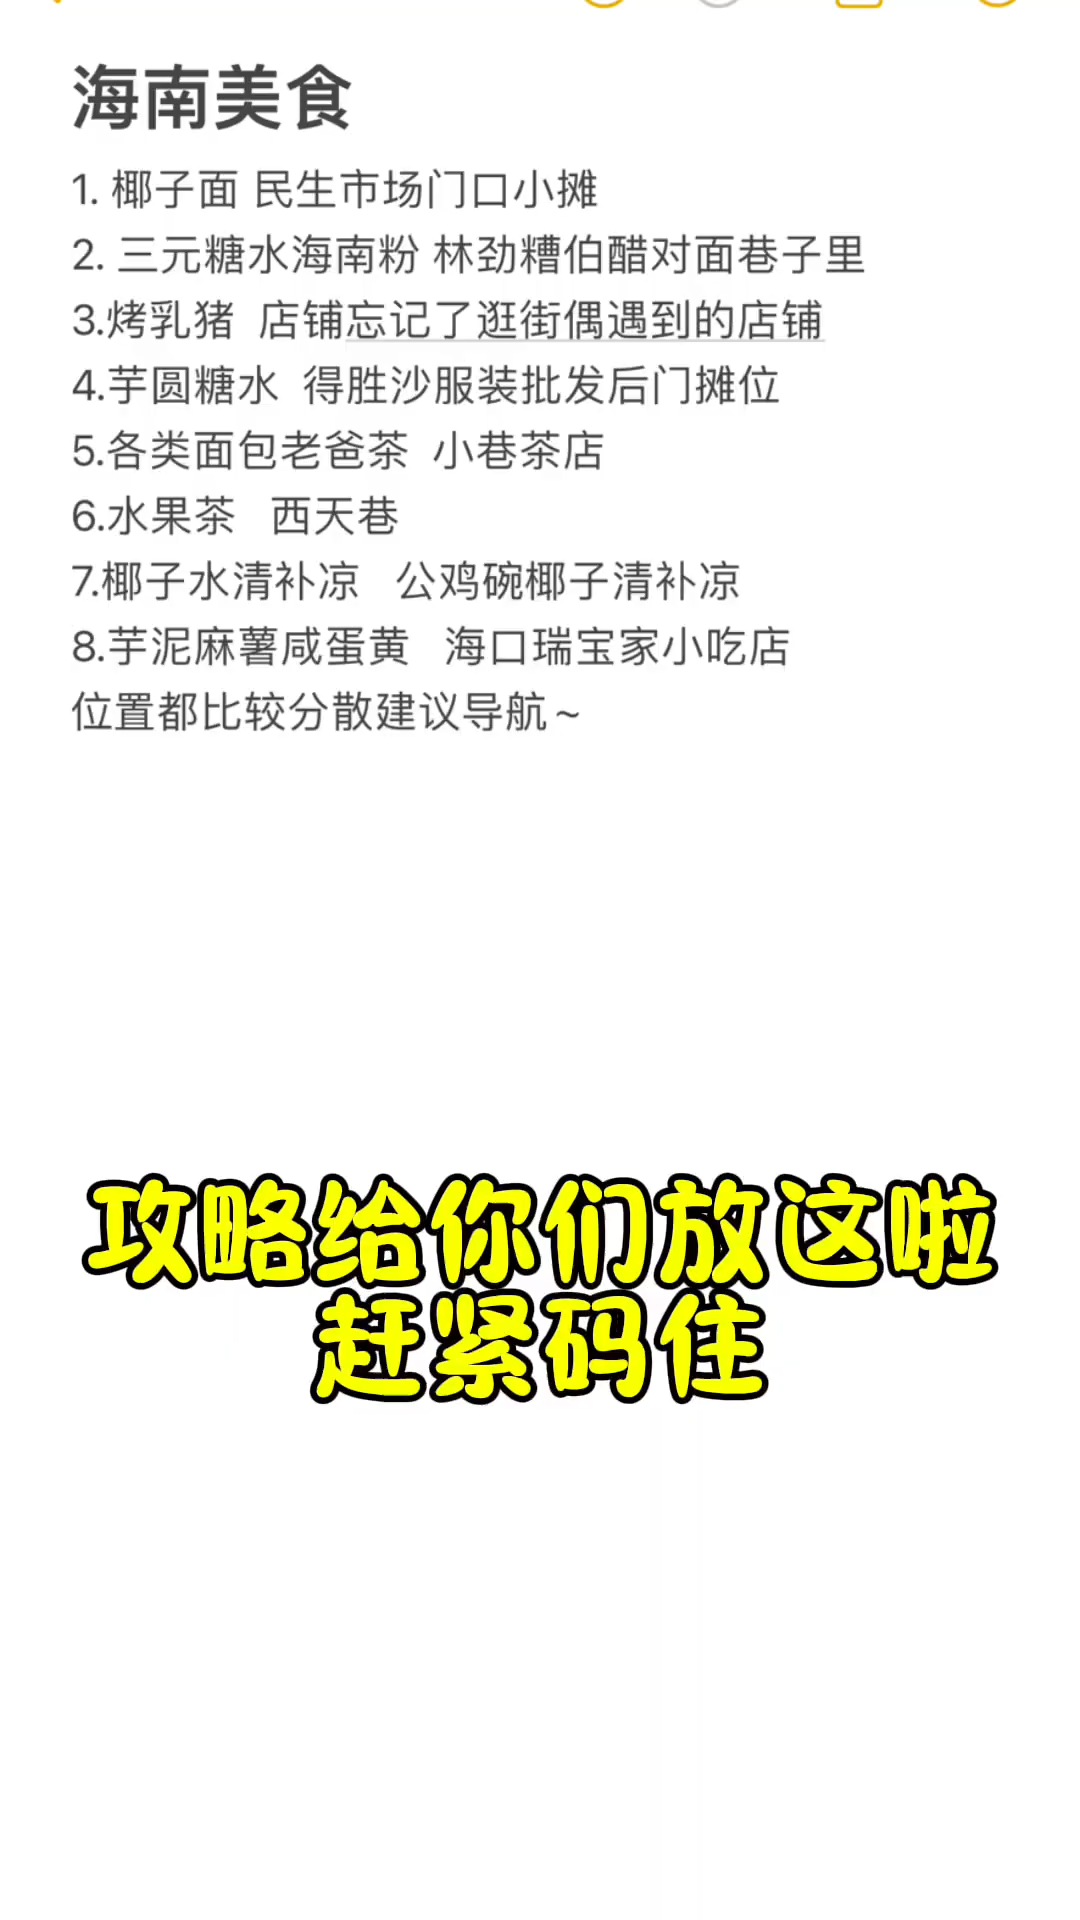 海南美食
1. 椰子面 民生市场门口小摊
2. 三元糖水海南粉 林劲糟伯醋对面巷子里
3.烤乳猪 店铺忘记了逛街偶遇到的店铺
4.芋圆糖水 得胜沙服装批发后门摊位
5.各类面包老爸茶 小巷茶店
6.水果茶 西天巷
7.椰子水清补凉 公鸡碗椰子清补凉
8.芋泥麻薯咸蛋黄 海口瑞宝家小吃店
位置都比较分散建议导航~
攻略给你们放这啦
赶紧码住